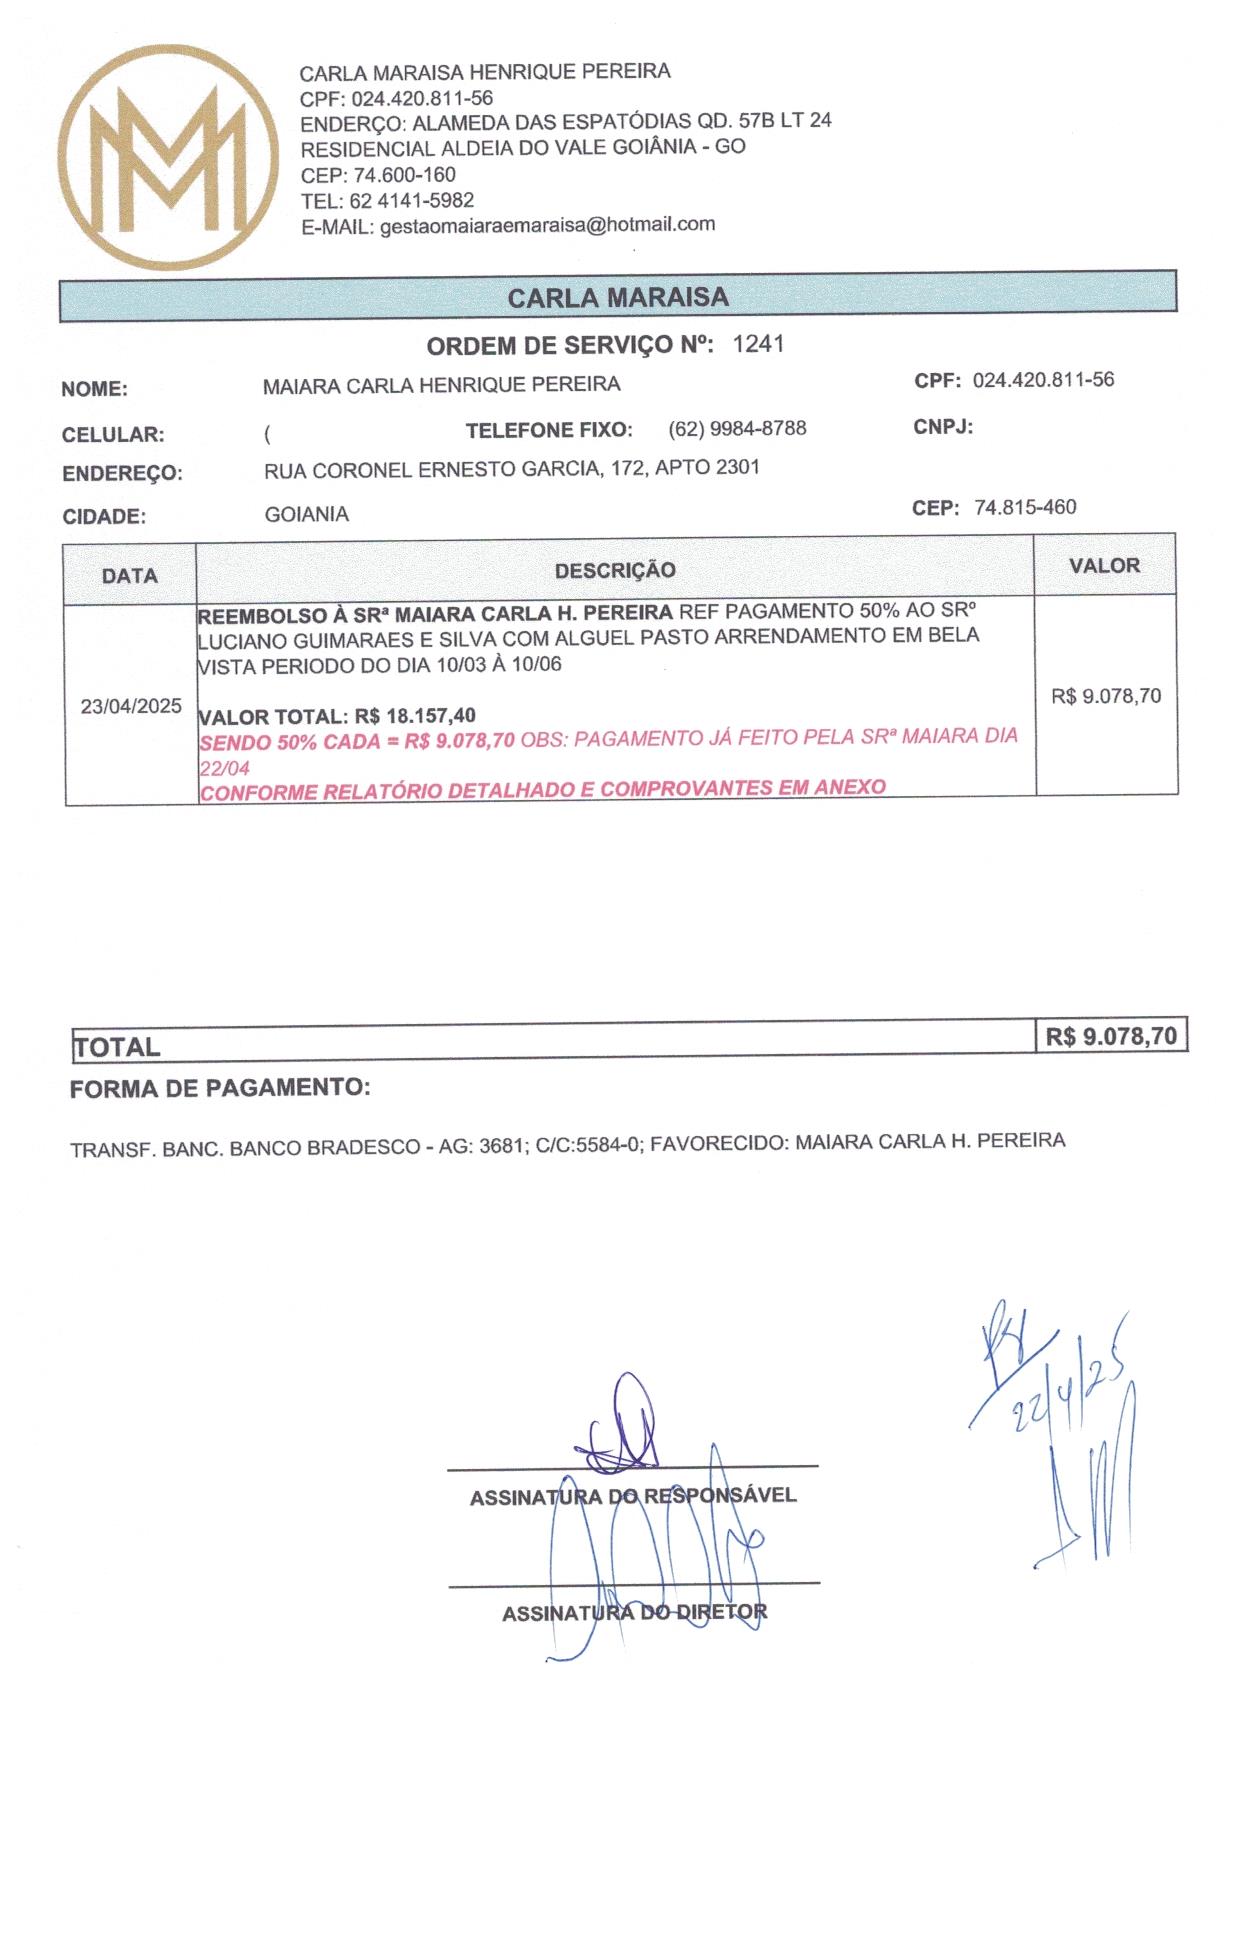 MM
CARLA MARAISA HENRIQUE PEREIRA
CPF: 024.420.811-56
ENDERÇO: ALAMEDA DAS ESPATÓDIAS QD. 57B LT 24
RESIDENCIAL ALDEIA DO VALE GOIÂNIA - GO
CEP: 74.600-160
TEL: 62 4141-5982
E-MAIL: gestaomaiaraemaraisa@hotmail.com
CARLA MARAISA
ORDEM DE SERVIÇO Nº: 1241
NOME: MAIARA CARLA HENRIQUE PEREIRA CPF: 024.420.811-56
CELULAR: ( TELEFONE FIXO: (62) 9984-8788 CNPJ:
ENDEREÇO: RUA CORONEL ERNESTO GARCIA, 172, APTO 2301
CIDADE: GOIANIA CEP: 74.815-460
DATA DESCRIÇÃO VALOR
REEMBOLSO À SRª MAIARA CARLA H. PEREIRA REF PAGAMENTO 50% AO SRº
LUCIANO GUIMARAES E SILVA COM ALGUEL PASTO ARRENDAMENTO EM BELA
VISTA PERIODO DO DIA 10/03 À 10/06
23/04/2025 R$ 9.078,70
VALOR TOTAL: R$ 18.157,40
SENDO 50% CADA = R$ 9.078,70 OBS: PAGAMENTO JÁ FEITO PELA SRª MAIARA DIA
22/04
CONFORME RELATÓRIO DETALHADO E COMPROVANTES EM ANEXO
TOTAL R$ 9.078,70
FORMA DE PAGAMENTO:
TRANSF. BANC. BANCO BRADESCO - AG: 3681; C/C:5584-0; FAVORECIDO: MAIARA CARLA H. PEREIRA
22/4/25
ASSINATURA DO RESPONSÁVEL
ASSINATURA DO DIRETOR